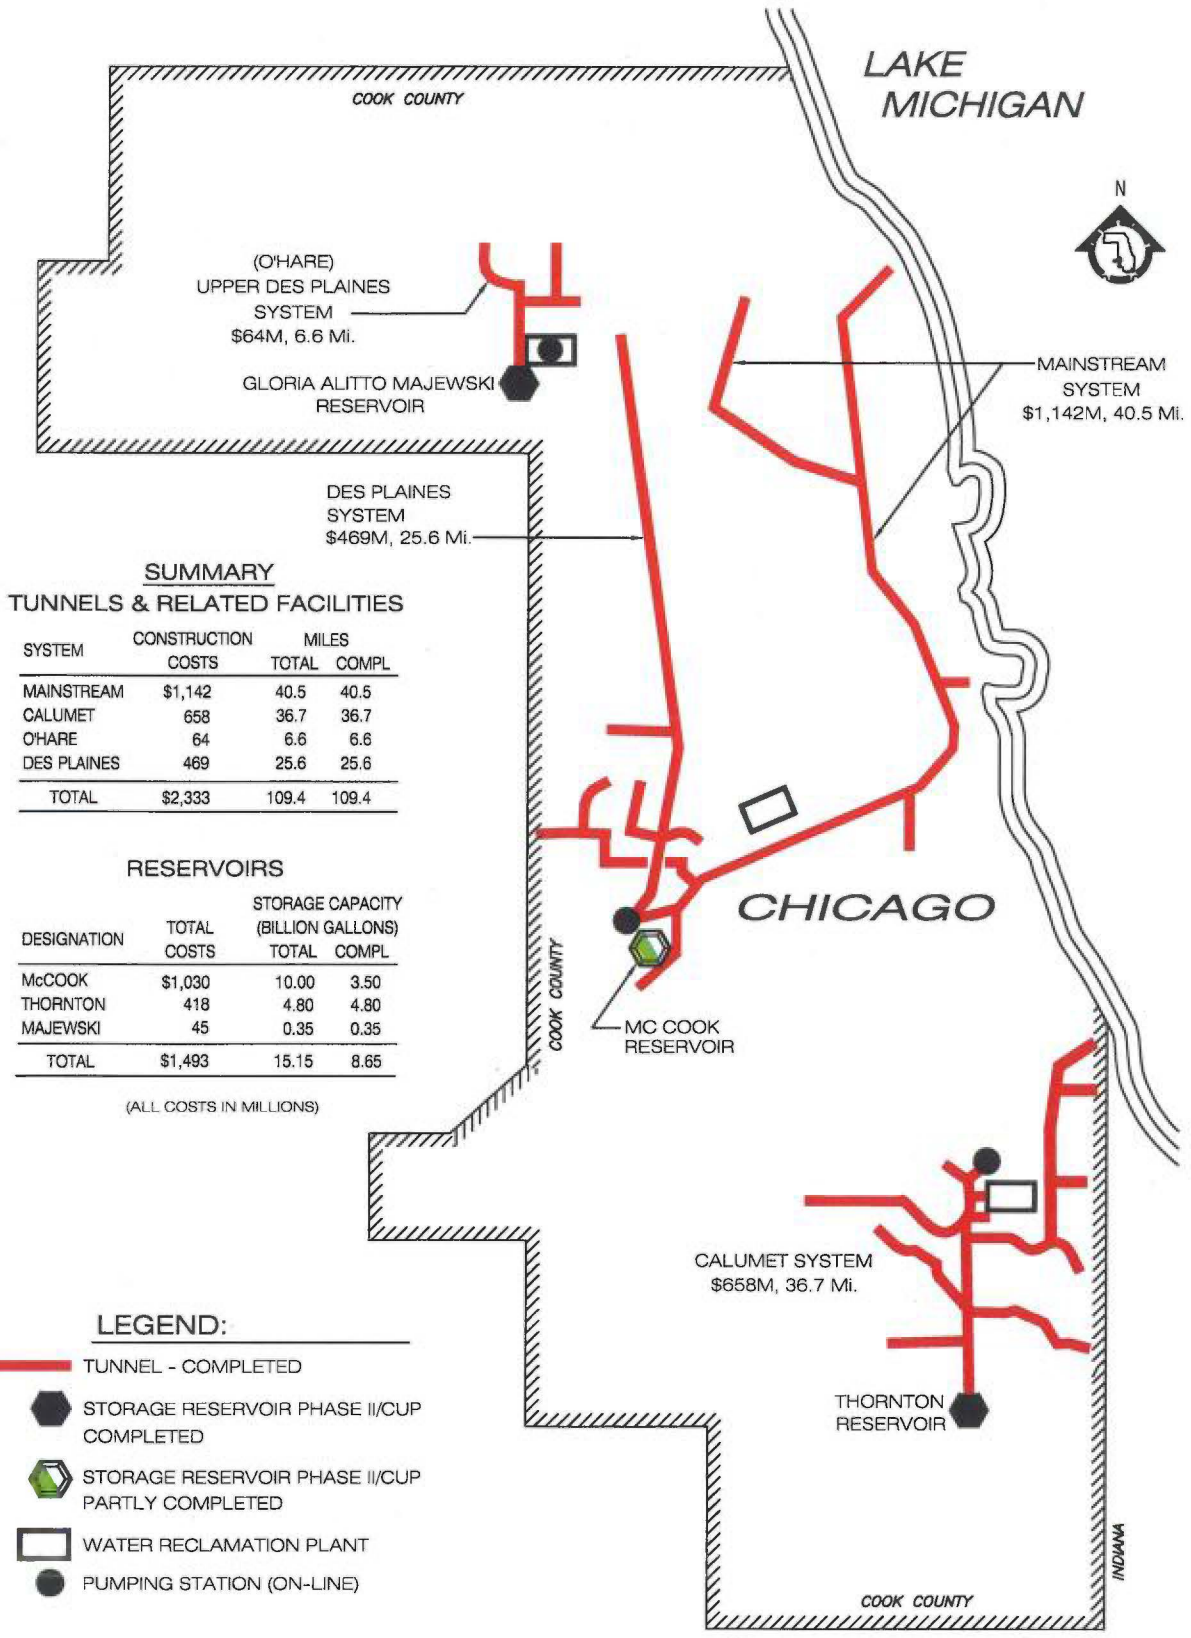 LAKE
MICHIGAN
COOK COUNTY
N
(O'HARE)
UPPER DES PLAINES
SYSTEM
$64M, 6.6 Mi.
GLORIA ALITTO MAJEWSKI
RESERVOIR
MAINSTREAM
SYSTEM
$1,142M, 40.5 Mi.
DES PLAINES
SYSTEM
$469M, 25.6 Mi.
SUMMARY
TUNNELS & RELATED FACILITIES
SYSTEM CONSTRUCTION COSTS MILES TOTAL COMPL
MAINSTREAM $1,142 40.5 40.5
CALUMET 658 36.7 36.7
O'HARE 64 6.6 6.6
DES PLAINES 469 25.6 25.6
TOTAL $2,333 109.4 109.4
RESERVOIRS
DESIGNATION TOTAL COSTS STORAGE CAPACITY (BILLION GALLONS) TOTAL COMPL
McCOOK $1,030 10.00 3.50
THORNTON 418 4.80 4.80
MAJEWSKI 45 0.35 0.35
TOTAL $1,493 15.15 8.65
(ALL COSTS IN MILLIONS)
CHICAGO
COOK COUNTY
MC COOK
RESERVOIR
CALUMET SYSTEM
$658M, 36.7 Mi.
THORNTON
RESERVOIR
LEGEND:
TUNNEL - COMPLETED
STORAGE RESERVOIR PHASE II/CUP
COMPLETED
STORAGE RESERVOIR PHASE II/CUP
PARTLY COMPLETED
WATER RECLAMATION PLANT
PUMPING STATION (ON-LINE)
INDIANA
COOK COUNTY